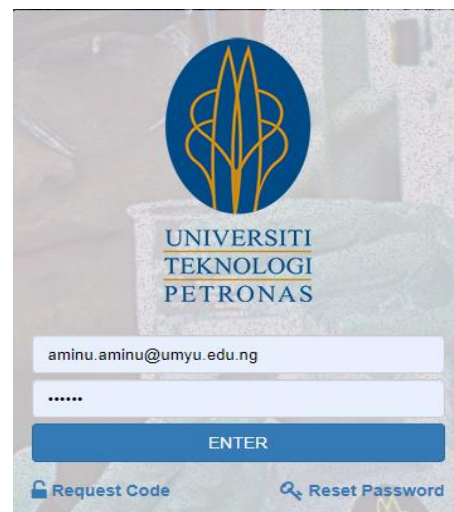 UNIVERSITI
TEKNOLOGI
PETRONAS
aminu.aminu@umyu.edu.ng
••••••
ENTER
Request Code Reset Password